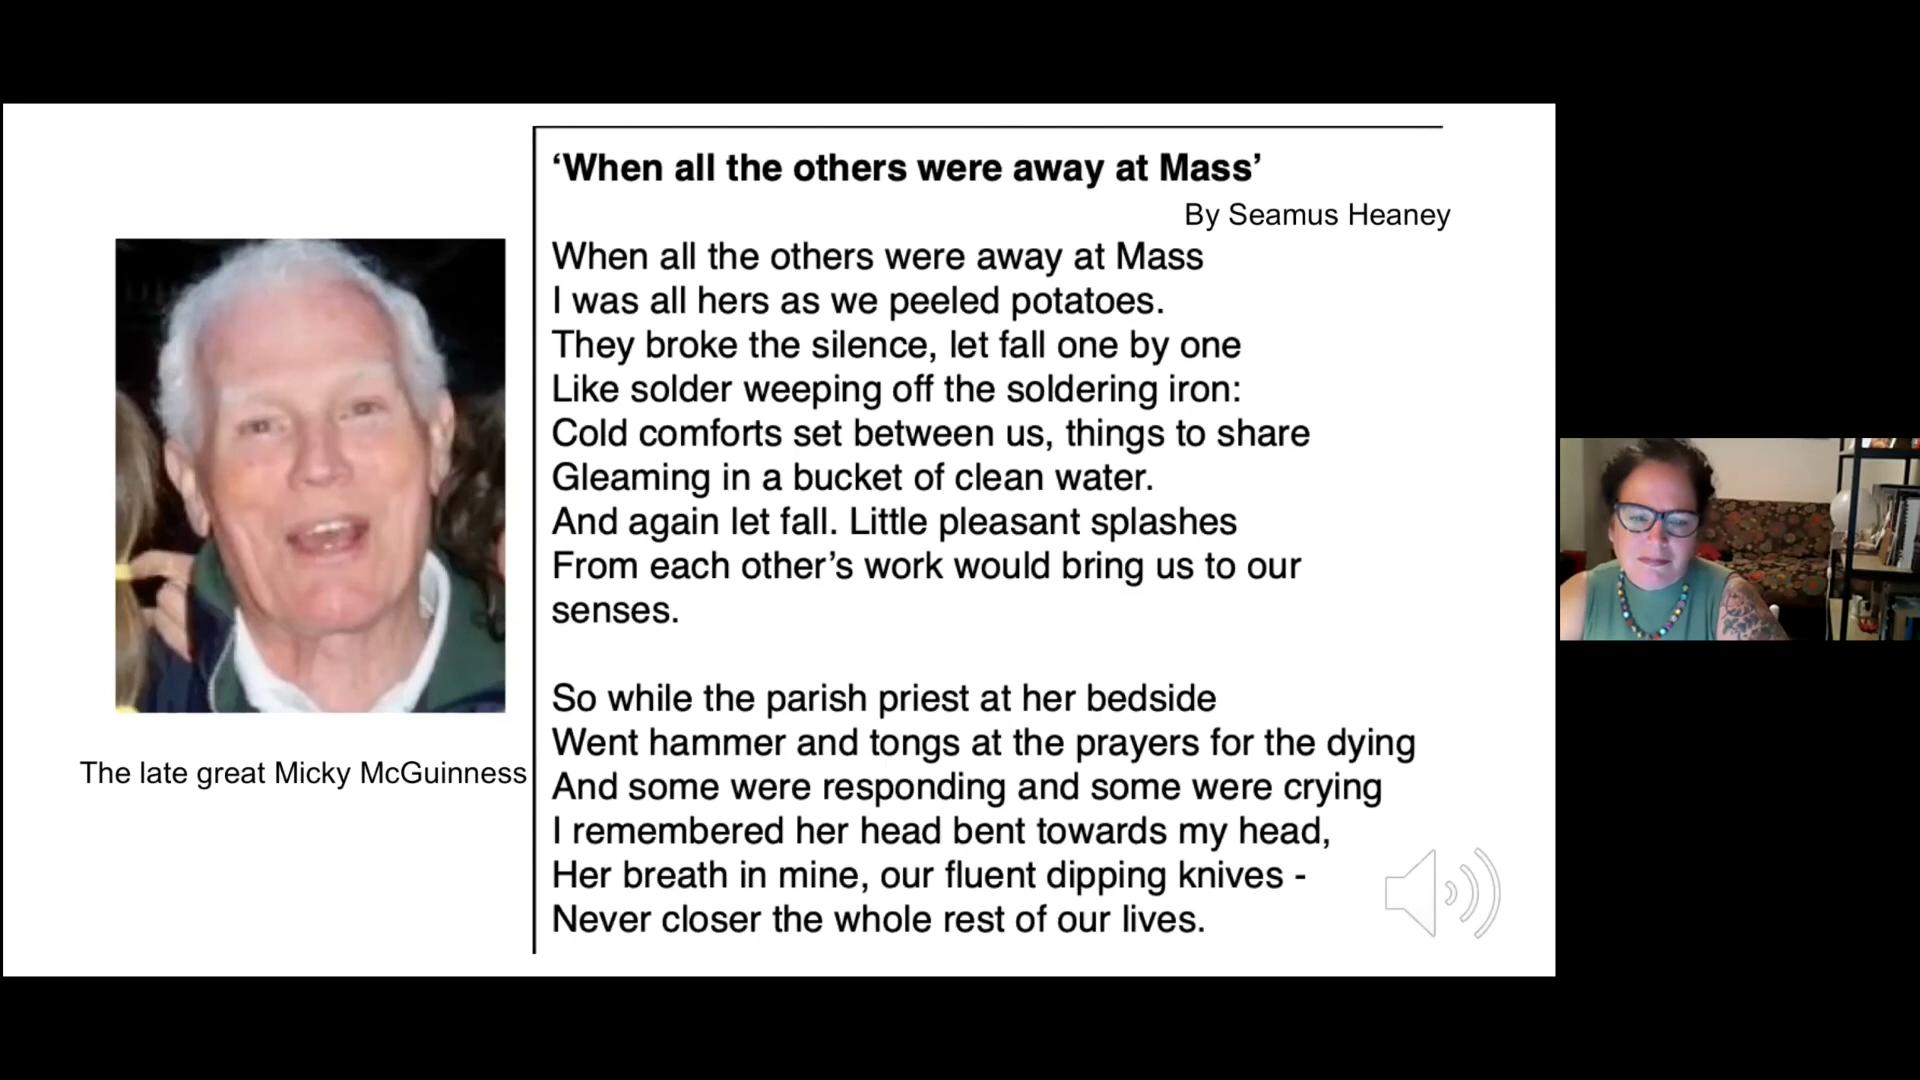 ‘When all the others were away at Mass’
By Seamus Heaney
When all the others were away at Mass
I was all hers as we peeled potatoes.
They broke the silence, let fall one by one
Like solder weeping off the soldering iron:
Cold comforts set between us, things to share
Gleaming in a bucket of clean water.
And again let fall. Little pleasant splashes
From each other’s work would bring us to our
senses.
So while the parish priest at her bedside
Went hammer and tongs at the prayers for the dying
And some were responding and some were crying
I remembered her head bent towards my head,
Her breath in mine, our fluent dipping knives -
Never closer the whole rest of our lives.
The late great Micky McGuinness